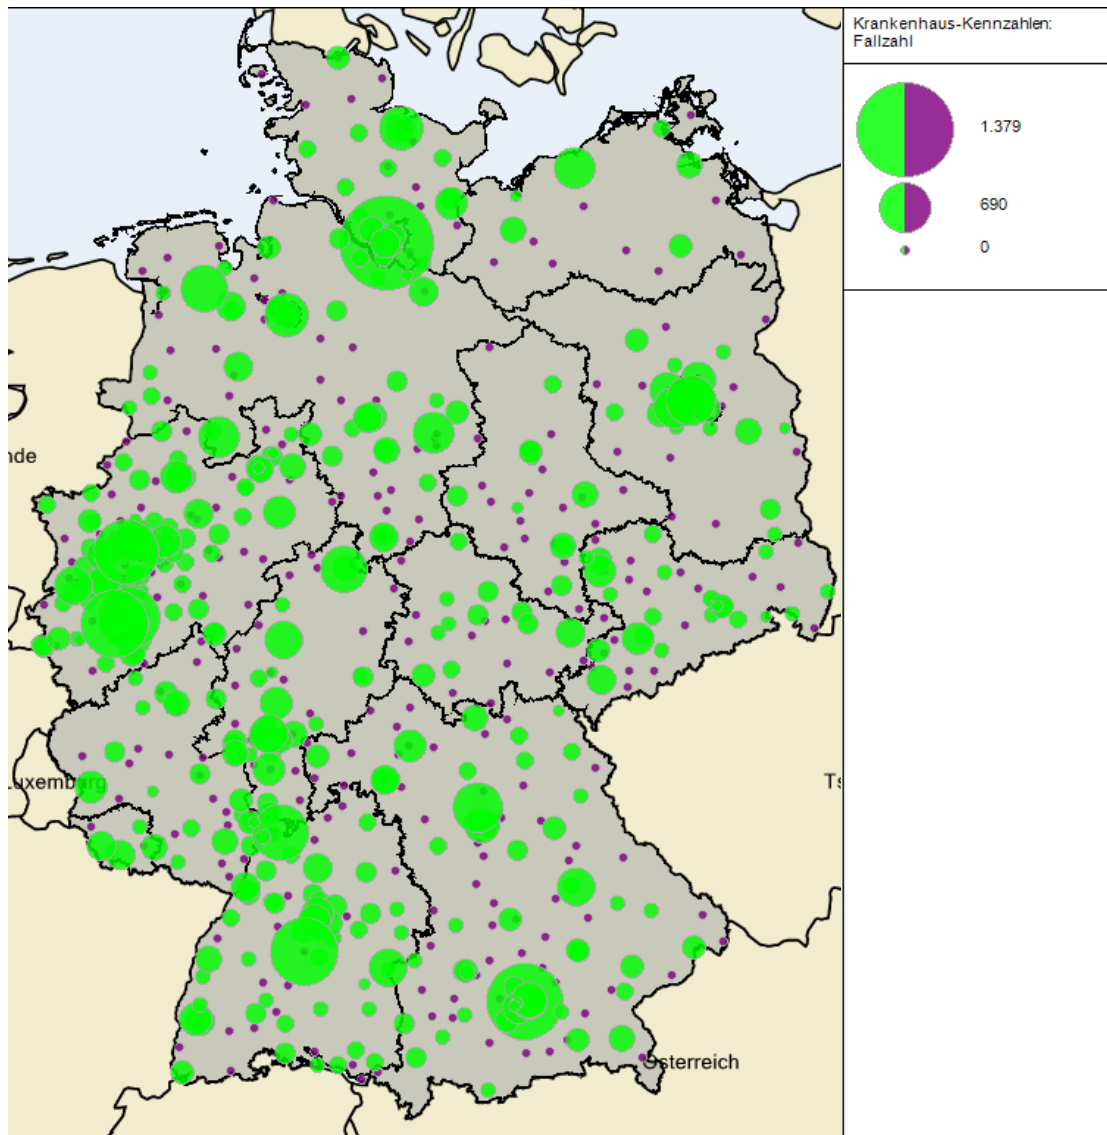 Krankenhaus-Kennzahlen:
Fallzahl
1.379
690
0
nde
Luxemburg
Ts
Österreich